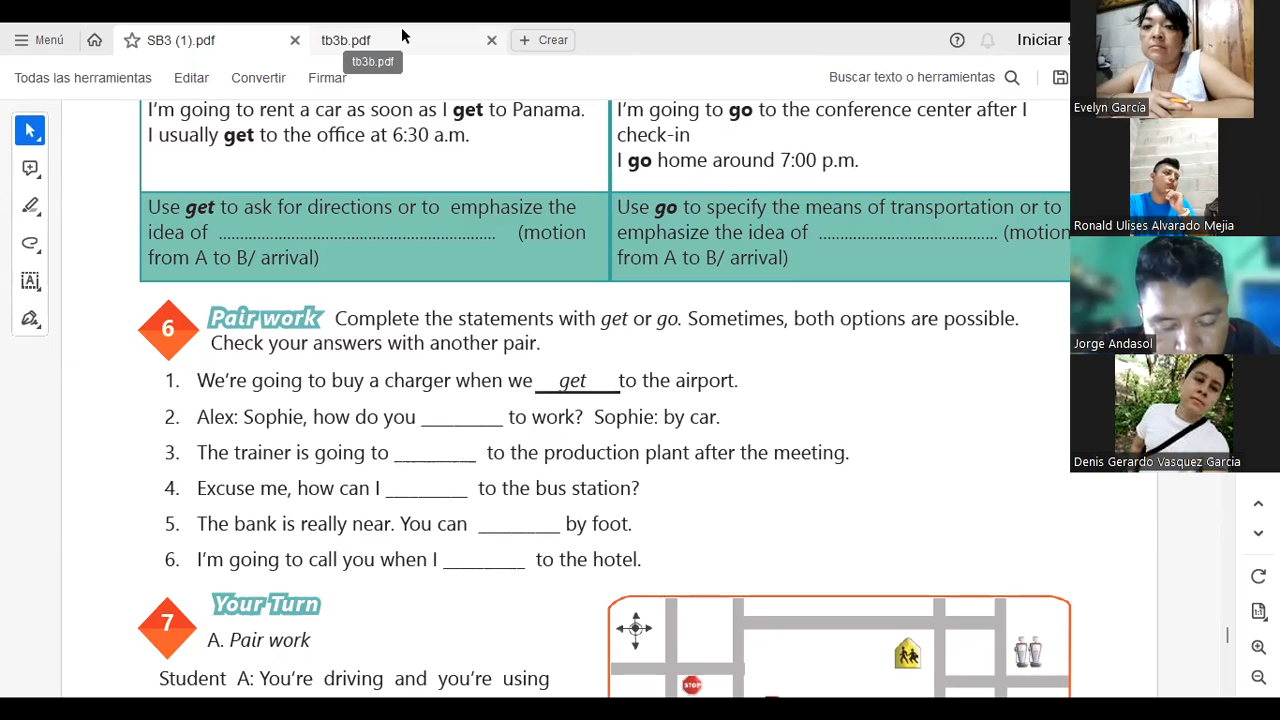 Menú
SB3 (1).pdf
tb3b.pdf
Crear
Iniciar s
tb3b.pdf
Todas las herramientas
Editar
Convertir
Firmar
Buscar texto o herramientas
I'm going to rent a car as soon as I get to Panama.
I usually get to the office at 6:30 a.m.
I'm going to go to the conference center after I
check-in
I go home around 7:00 p.m.
Use get to ask for directions or to emphasize the
idea of .................................................... (motion
from A to B/ arrival)
Use go to specify the means of transportation or to
emphasize the idea of .................................. (motion
from A to B/ arrival)
6
Pair work Complete the statements with get or go. Sometimes, both options are possible.
Check your answers with another pair.
1. We're going to buy a charger when we get to the airport.
2. Alex: Sophie, how do you _________ to work? Sophie: by car.
3. The trainer is going to _________ to the production plant after the meeting.
4. Excuse me, how can I _________ to the bus station?
5. The bank is really near. You can _________ by foot.
6. I'm going to call you when I _________ to the hotel.
7
Your Turn
A. Pair work
Student A: You're driving and you're using
STOP
Evelyn García
Ronald Ulises Alvarado Mejia
Jorge Andasol
Denis Gerardo Vasquez Garcia